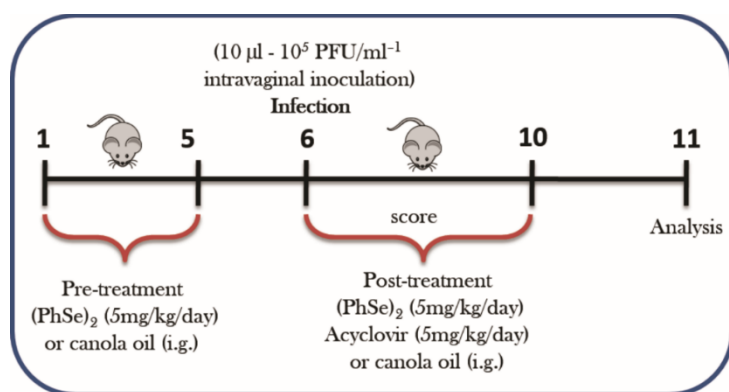 (10 µl - 10⁵ PFU/ml⁻¹
intravaginal inoculation)
Infection
1 5 6 10 11
score
Analysis
Pre-treatment
(PhSe)₂ (5mg/kg/day)
or canola oil (i.g.)
Post-treatment
(PhSe)₂ (5mg/kg/day)
Acyclovir (5mg/kg/day)
or canola oil (i.g.)